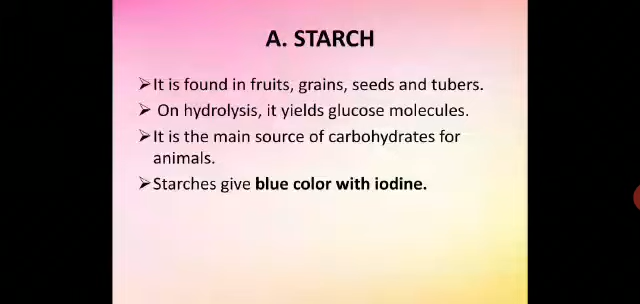 A. STARCH
➢It is found in fruits, grains, seeds and tubers.
➢ On hydrolysis, it yields glucose molecules.
➢It is the main source of carbohydrates for
animals.
➢Starches give blue color with iodine.